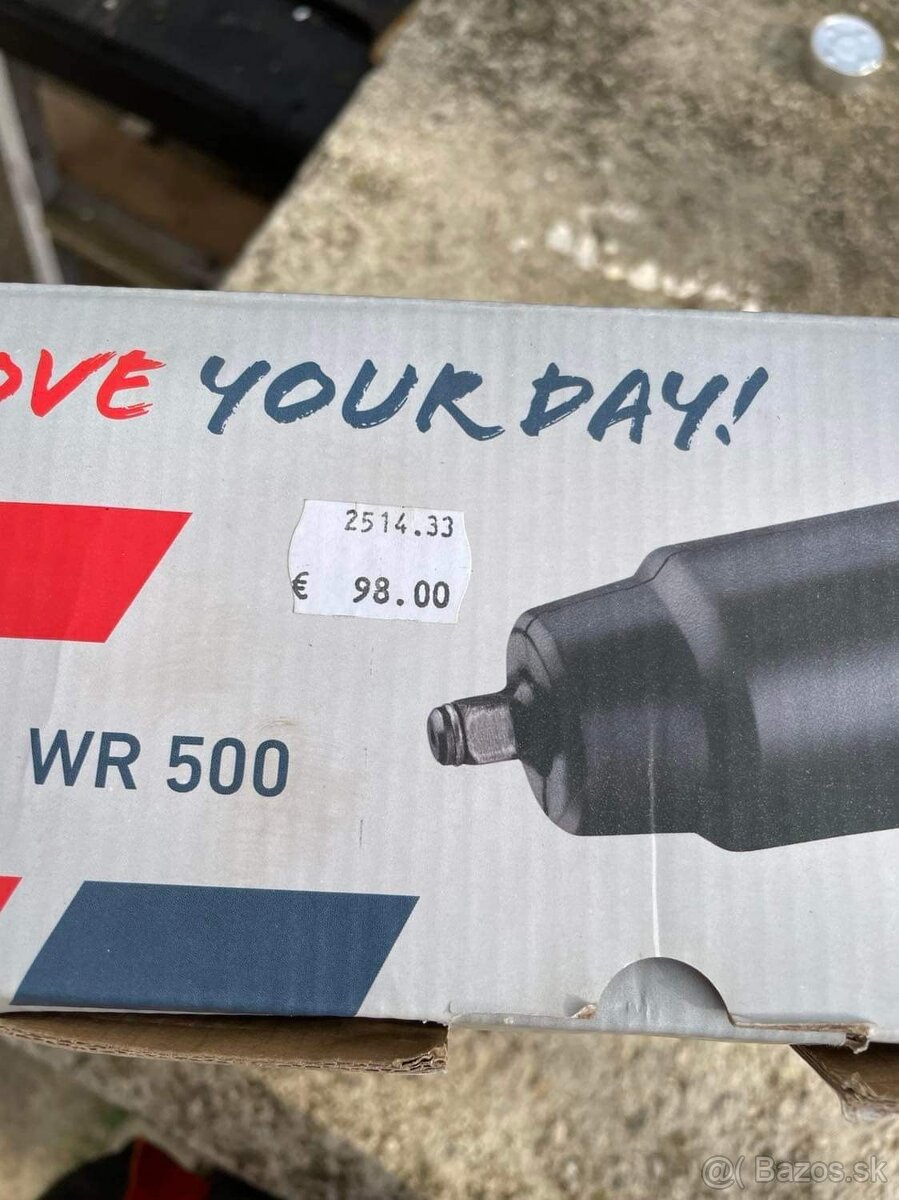 OVE YOUR DAY!
2514.33
€ 98.00
WR 500
@( Bazos.sk